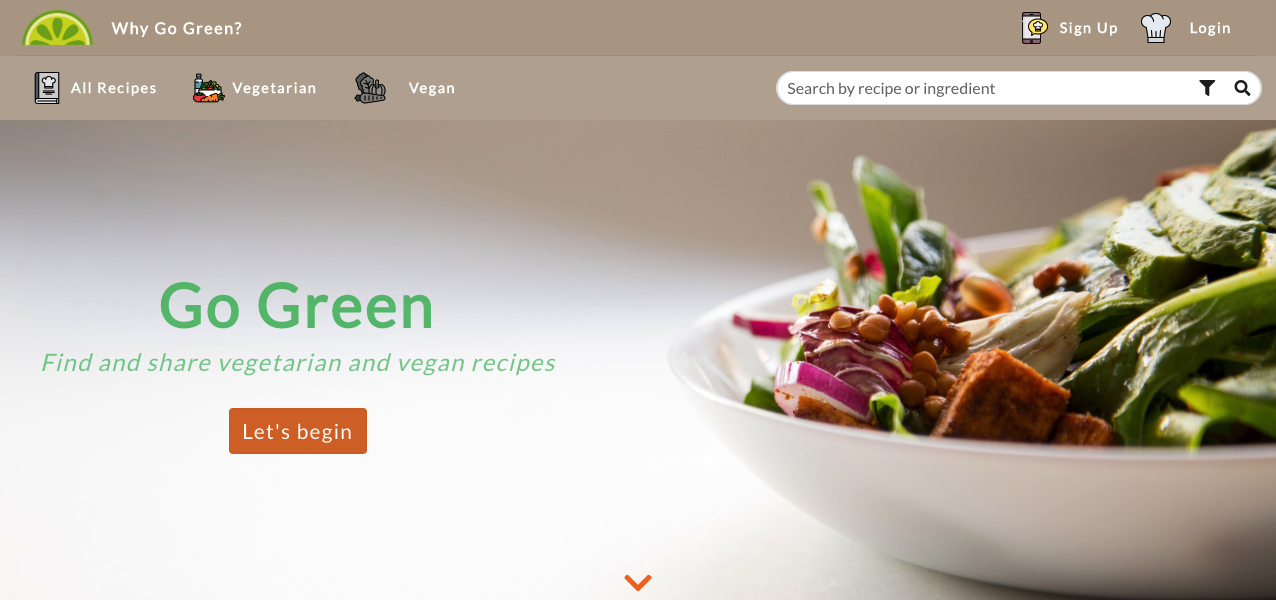 Why Go Green?
Sign Up
Login
All Recipes
Vegetarian
Vegan
Search by recipe or ingredient
Go Green
Find and share vegetarian and vegan recipes
Let's begin